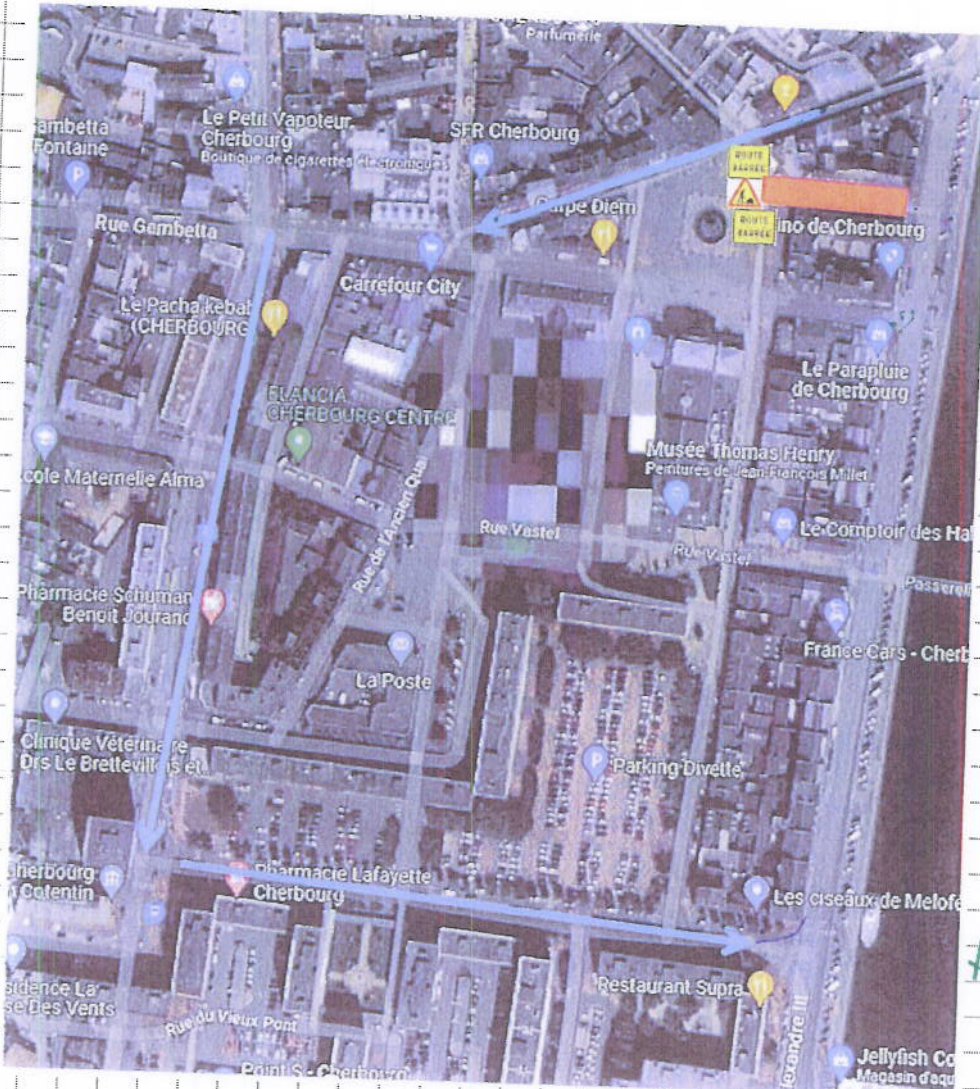 Parfumerie
Le Petit Vapoteur
Cherbourg
Boutique de cigarettes électroniques
SFR Cherbourg
ambetta
Fontaine
ROUTE
BARRÉE
Rue Gambetta
Carpe Diem
ROUTE
BARRÉE
ino de Cherbourg
Carrefour City
Le Pacha kebab
(CHERBOURG
Le Parapluie
de Cherbourg
ELANCIA
CHERBOURG CENTRE
Musée Thomas Henry
Peintures de Jean-François Millet
cole Maternelle Alma
Rue de l'Ancien Quai
Rue Vastel
Le Comptoir des Ha
Rue Vastel
Passerell
Pharmacie Schuman
Benoit Jourand
France Cars - Cherb
La Poste
Clinique Vétérinaire
Drs Le Brettevillois et
Parking Divette
Pharmacie Lafayette
Cherbourg
herbourg
Cotentin
Les ciseaux de Melofé
sidence La
se Des Vents
Restaurant Supra
Rue du Vieux Pont
exandre III
Point S - Cherbourg
Jellyfish Co
Magasin d'aqu